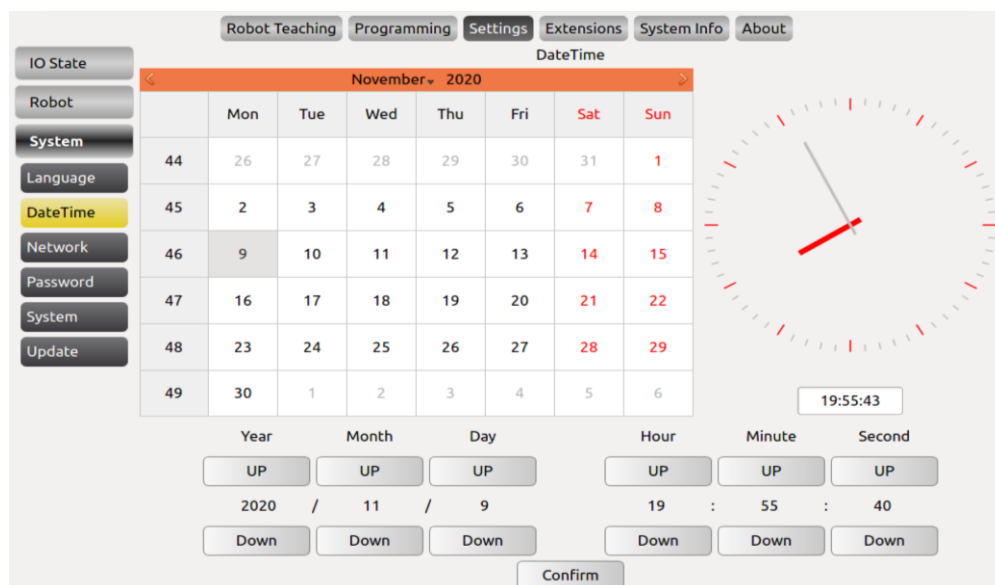 Robot Teaching Programming Settings Extensions System Info About
DateTime
IO State
Robot
System
Language
DateTime
Network
Password
System
Update
November 2020
Mon Tue Wed Thu Fri Sat Sun
44 26 27 28 29 30 31 1
45 2 3 4 5 6 7 8
46 9 10 11 12 13 14 15
47 16 17 18 19 20 21 22
48 23 24 25 26 27 28 29
49 30 1 2 3 4 5 6
19:55:43
Year Month Day Hour Minute Second
UP UP UP UP UP UP
2020 / 11 / 9 19 : 55 : 40
Down Down Down Down Down Down
Confirm